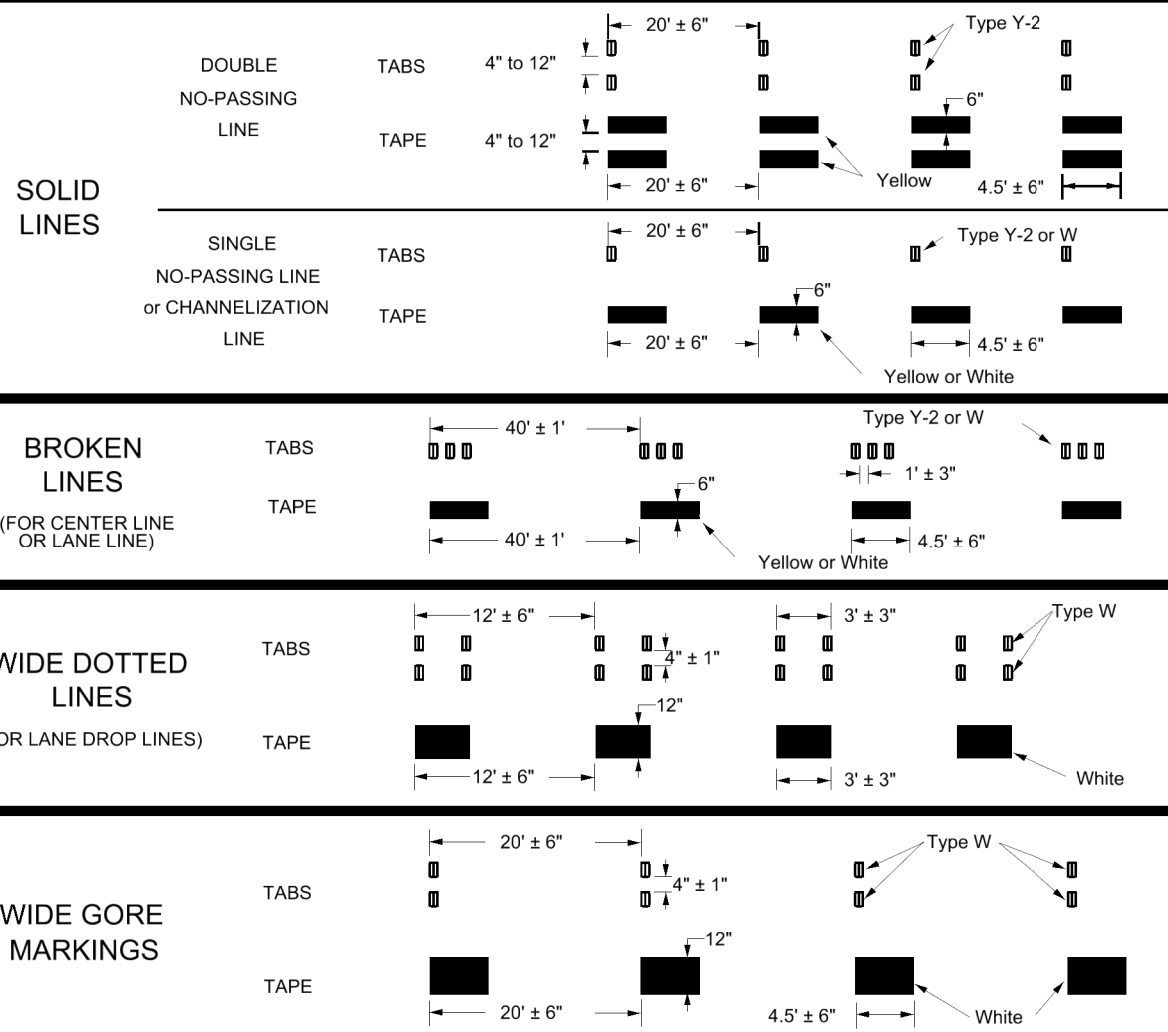 SOLID
LINES
DOUBLE
NO-PASSING
LINE
TABS
4" to 12"
20' ± 6"
Type Y-2
TAPE
4" to 12"
6"
Yellow
20' ± 6"
4.5' ± 6"
SINGLE
NO-PASSING LINE
or CHANNELIZATION
LINE
TABS
20' ± 6"
Type Y-2 or W
TAPE
6"
20' ± 6"
4.5' ± 6"
Yellow or White
BROKEN
LINES
(FOR CENTER LINE
OR LANE LINE)
TABS
40' ± 1'
Type Y-2 or W
1' ± 3"
TAPE
6"
40' ± 1'
4.5' ± 6"
Yellow or White
WIDE DOTTED
LINES
OR LANE DROP LINES)
TABS
12' ± 6"
3' ± 3"
Type W
4" ± 1"
TAPE
12"
12' ± 6"
3' ± 3"
White
WIDE GORE
MARKINGS
TABS
20' ± 6"
Type W
4" ± 1"
TAPE
12"
20' ± 6"
4.5' ± 6"
White